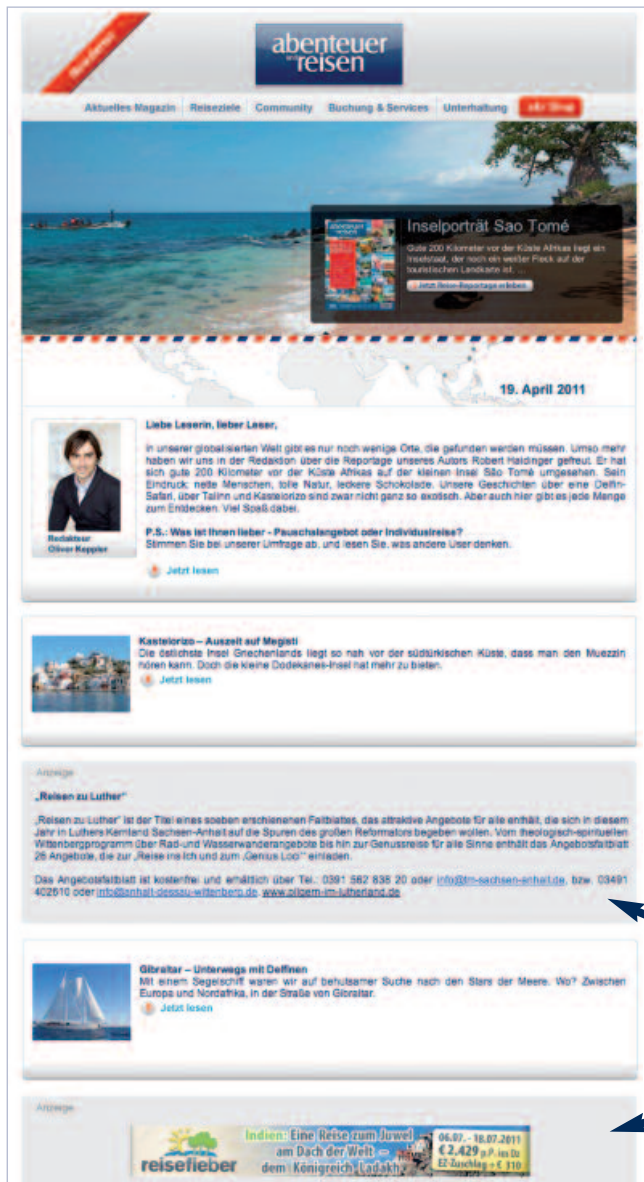 Newsletter
abenteuer
und reisen
Aktuelles Magazin Reiseziele Community Buchung & Services Unterhaltung a&r Shop
abenteuer
reisen
Inselporträt Sao Tomé
Gute 200 Kilometer vor der Küste Afrikas liegt ein
Inselstaat, der noch ein weißer Fleck auf der
touristischen Landkarte ist. ...
Jetzt Reise-Reportage erleben
19. April 2011
Liebe Leserin, lieber Leser,
in unserer globalisierten Welt gibt es nur noch wenige Orte, die gefunden werden müssen. Umso mehr
haben wir uns in der Redaktion über die Reportage unseres Autors Robert Haidinger gefreut. Er hat
sich gute 200 Kilometer vor der Küste Afrikas auf der kleinen Insel São Tomé umgesehen. Sein
Eindruck: nette Menschen, tolle Natur, leckere Schokolade. Unsere Geschichten über eine Delfin-
Safari, über Talinn und Kastelorizo sind zwar nicht ganz so exotisch. Aber auch hier gibt es jede Menge
zum Entdecken. Viel Spaß dabei.
P.S.: Was ist Ihnen lieber - Pauschalangebot oder Individualreise?
Stimmen Sie bei unserer Umfrage ab, und lesen Sie, was andere User denken.
Jetzt lesen
Redakteur
Oliver Keppler
Kastelorizo – Auszeit auf Megisti
Die östlichste Insel Griechenlands liegt so nah vor der südtürkischen Küste, dass man den Muezzin
hören kann. Doch die kleine Dodekanes-Insel hat mehr zu bieten.
Jetzt lesen
Anzeige
„Reisen zu Luther“
„Reisen zu Luther“ ist der Titel eines soeben erschienenen Faltblattes, das attraktive Angebote für alle enthält, die sich in diesem
Jahr in Luthers Kernland Sachsen-Anhalt auf die Spuren des großen Reformators begeben wollen. Vom theologisch-spirituellen
Wittenbergprogramm über Rad-und Wasserwanderangebote bis hin zur Genussreise für alle Sinne enthält das Angebotsfaltblatt
26 Angebote, die zur „Reise ins Ich und zum „Genius Loci“ einladen.
Das Angebotsfaltblatt ist kostenfrei und erhältlich über Tel.: 0391 562 838 20 oder info@tm-sachsen-anhalt.de, bzw. 03491
402610 oder info@anhalt-dessau-wittenberg.de, www.pilgern-im-lutherland.de
Gibraltar – Unterwegs mit Delfinen
Mit einem Segelschiff waren wir auf behutsamer Suche nach den Stars der Meere. Wo? Zwischen
Europa und Nordafrika, in der Straße von Gibraltar.
Jetzt lesen
Anzeige
reisefieber
Indien: Eine Reise zum Juwel
am Dach der Welt –
dem Königreich Ladakh
06.07. - 18.07.2011
€ 2.429 p.P. im Dz
EZ-Zuschlag + € 310